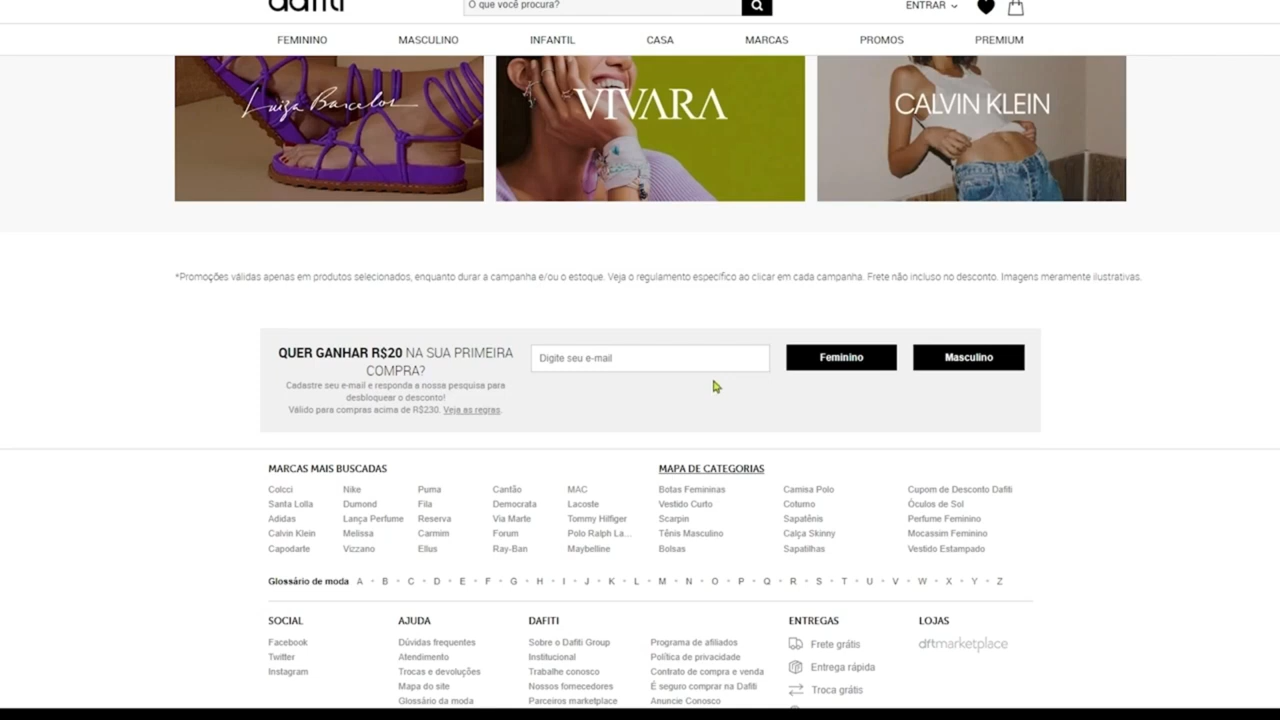 dafiti
O que você procura?
ENTRAR
FEMININO MASCULINO INFANTIL CASA MARCAS PROMOS PREMIUM
Luiza Barcelos
VIVARA
CALVIN KLEIN
*Promoções válidas apenas em produtos selecionados, enquanto durar a campanha e/ou o estoque. Veja o regulamento específico ao clicar em cada campanha. Frete não incluso no desconto. Imagens meramente ilustrativas.
QUER GANHAR R$20 NA SUA PRIMEIRA
COMPRA?
Cadastre seu e-mail e responda a nossa pesquisa para
desbloquear o desconto!
Válido para compras acima de R$230. Veja as regras.
Digite seu e-mail
Feminino
Masculino
MARCAS MAIS BUSCADAS
Colcci Nike Puma Cantão MAC
Santa Lolla Dumond Fila Democrata Lacoste
Adidas Lança Perfume Reserva Via Marte Tommy Hilfiger
Calvin Klein Melissa Carmim Forum Polo Ralph La...
Capodarte Vizzano Ellus Ray-Ban Maybelline
MAPA DE CATEGORIAS
Botas Femininas Camisa Polo Cupom de Desconto Dafiti
Vestido Curto Coturno Óculos de Sol
Scarpin Sapatênis Perfume Feminino
Tênis Masculino Calça Skinny Mocassim Feminino
Bolsas Sapatilhas Vestido Estampado
Glossário de moda A • B • C • D • E • F • G • H • I • J • K • L • M • N • O • P • Q • R • S • T • U • V • W • X • Y • Z
SOCIAL
Facebook
Twitter
Instagram
AJUDA
Dúvidas frequentes
Atendimento
Trocas e devoluções
Mapa do site
Glossário da moda
DAFITI
Sobre o Dafiti Group
Institucional
Trabalhe conosco
Nossos fornecedores
Parceiros marketplace
Programa de afiliados
Política de privacidade
Contrato de compra e venda
É seguro comprar na Dafiti
Anuncie Conosco
ENTREGAS
Frete grátis
Entrega rápida
Troca grátis
LOJAS
dftmarketplace